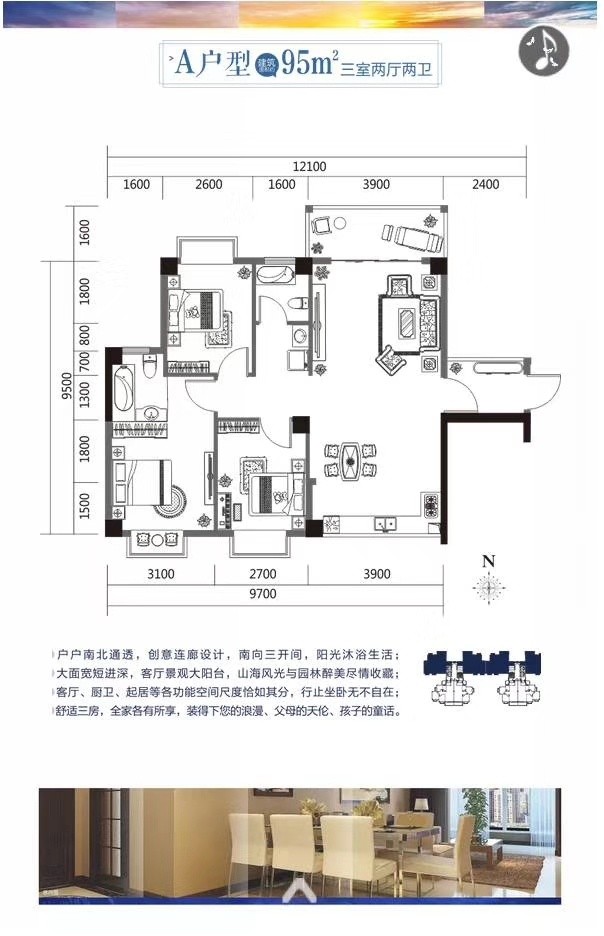 A户型 建筑面积约 95m² 三室两厅两卫
12100
1600 2600 1600 3900 2400
1600
1800
800
700
1300
1800
1500
9500
3100 2700 3900
9700
N
户户南北通透，创意连廊设计，南向三开间，阳光沐浴生活；
大面宽短进深，客厅景观大阳台，山海风光与园林醉美尽情收藏；
客厅、厨卫、起居等各功能空间尺度恰如其分，行止坐卧无不自在；
舒适三房，全家各有所享，装得下您的浪漫、父母的天伦、孩子的童话。